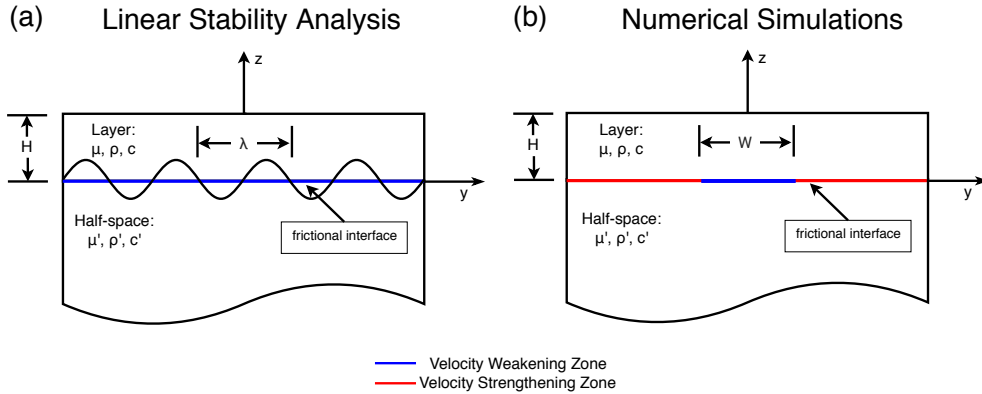 (a) Linear Stability Analysis
z
H
Layer:
μ, ρ, c
λ
y
Half-space:
μ', ρ', c'
frictional interface
(b) Numerical Simulations
z
H
Layer:
μ, ρ, c
W
y
Half-space:
μ', ρ', c'
frictional interface
Velocity Weakening Zone
Velocity Strengthening Zone